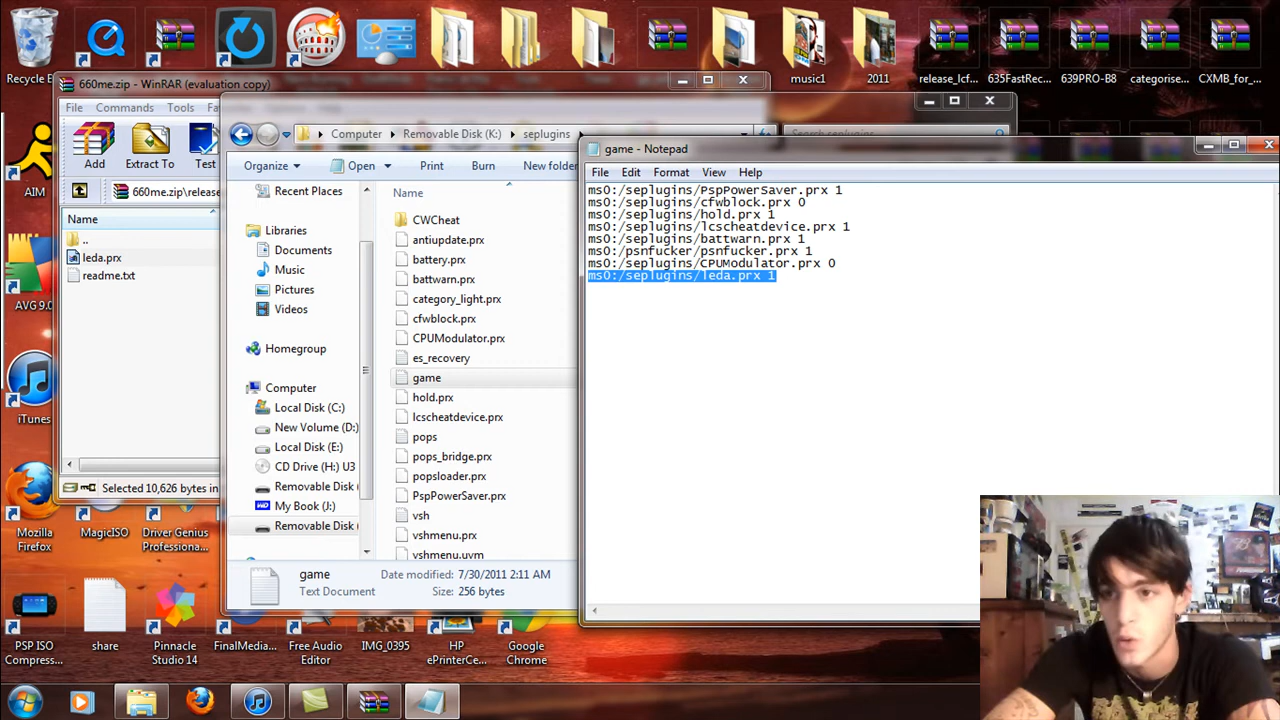 Recycle B
music1
2011
release_lcf...
635FastRec...
639PRO-B8
categorise...
CXMB_for_...
660me.zip - WinRAR (evaluation copy)
File Commands Tools
Add
Extract To
Test
660me.zip\release
Name
..
leda.prx
readme.txt
Selected 10,626 bytes in
Computer
Removable Disk (K:)
seplugins
Search seplugins
Organize
Open
Print
Burn
New folder
Recent Places
Libraries
Documents
Music
Pictures
Videos
Homegroup
Computer
Local Disk (C:)
New Volume (D:)
Local Disk (E:)
CD Drive (H:) U3
Removable Disk
My Book (J:)
Removable Disk
Name
CWCheat
antiupdate.prx
battery.prx
battwarn.prx
category_light.prx
cfwblock.prx
CPUModulator.prx
es_recovery
game
hold.prx
lcscheatdevice.prx
pops
pops_bridge.prx
popsloader.prx
PspPowerSaver.prx
vsh
vshmenu.prx
vshmenu.uvm
game
Text Document
Date modified: 7/30/2011 2:11 AM
Size: 256 bytes
game - Notepad
File Edit Format View Help
ms0:/seplugins/PspPowerSaver.prx 1
ms0:/seplugins/cfwblock.prx 0
ms0:/seplugins/hold.prx 1
ms0:/seplugins/lcscheatdevice.prx 1
ms0:/seplugins/battwarn.prx 1
ms0:/psnfucker/psnfucker.prx 1
ms0:/seplugins/CPUModulator.prx 0
ms0:/seplugins/leda.prx 1
AIM
AVG 9.0
iTunes
Mozilla Firefox
MagicISO
Driver Genius Professiona...
PSP ISO Compress...
share
Pinnacle Studio 14
FinalMedia...
Free Audio Editor
IMG_0395
HP ePrinterCe...
Google Chrome